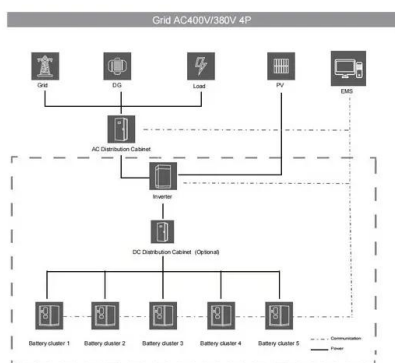 Grid AC400V/380V 4P
Grid
DG
Load
PV
EMS
AC Distribution Cabinet
Inverter
DC Distribution Cabinet (Optional)
Battery cluster 1
Battery cluster 2
Battery cluster 3
Battery cluster 4
Battery cluster 5
Communication
Power